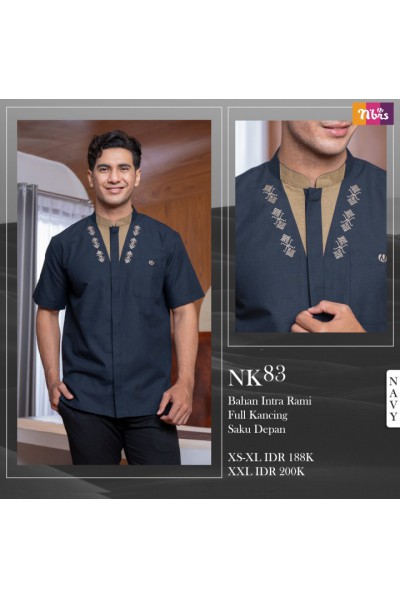 Nbrs
NK83
Bahan Intra Rami
Full Kancing
Saku Depan
XS-XL IDR 188K
XXL IDR 200K
NAVY